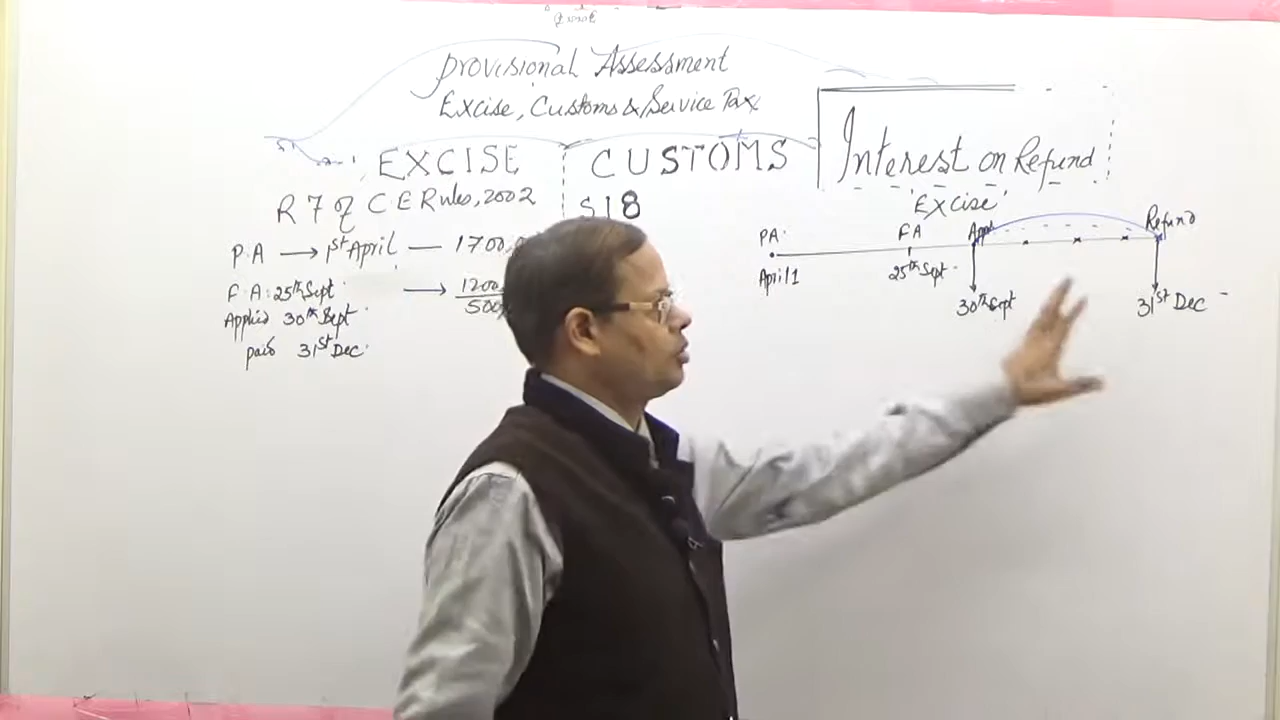 Provisional Assessment
Excise, Customs & Service Tax
EXCISE
R 7 of C E Rules, 2002
P.A → 1st April — 1700
F.A: 25th Sept → 1200
500
Applied 30th Sept
paid 31st Dec
CUSTOMS
S 18
Interest on Refund
'Excise'
PA FA Appl Refund
April 1 25th Sept 30th Sept 31st Dec